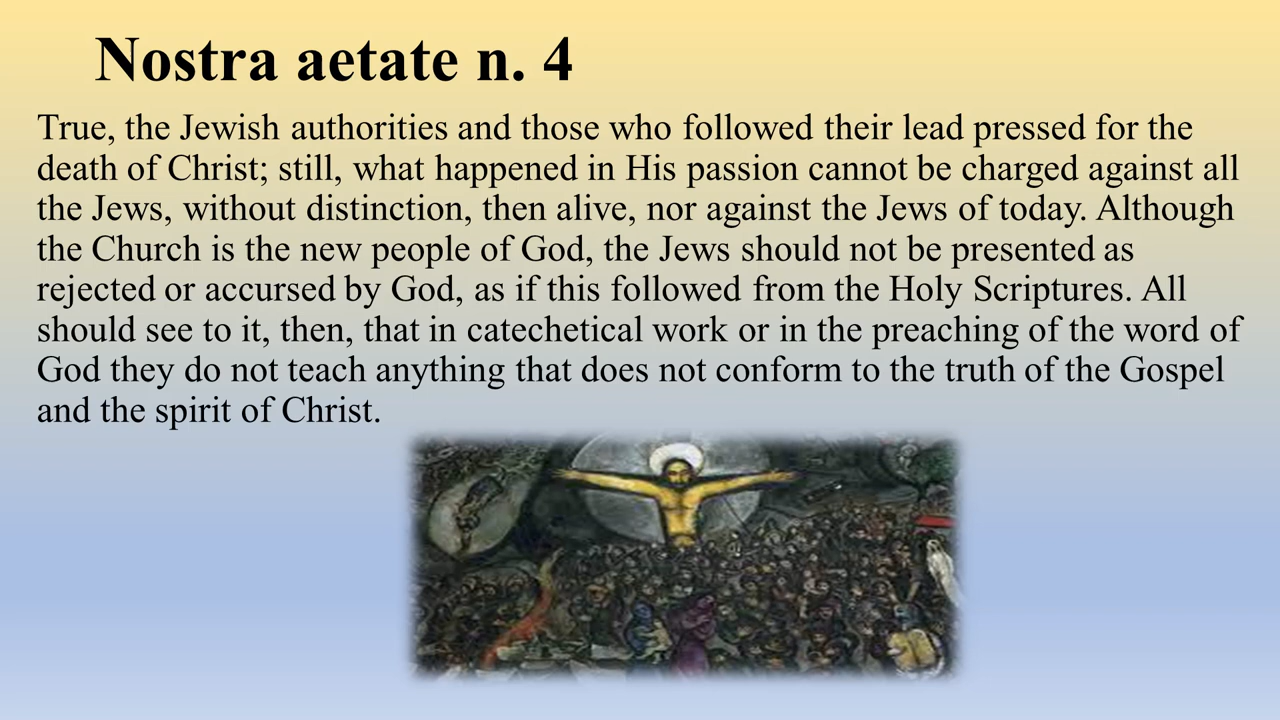 Nostra aetate n. 4
True, the Jewish authorities and those who followed their lead pressed for the
death of Christ; still, what happened in His passion cannot be charged against all
the Jews, without distinction, then alive, nor against the Jews of today. Although
the Church is the new people of God, the Jews should not be presented as
rejected or accursed by God, as if this followed from the Holy Scriptures. All
should see to it, then, that in catechetical work or in the preaching of the word of
God they do not teach anything that does not conform to the truth of the Gospel
and the spirit of Christ.